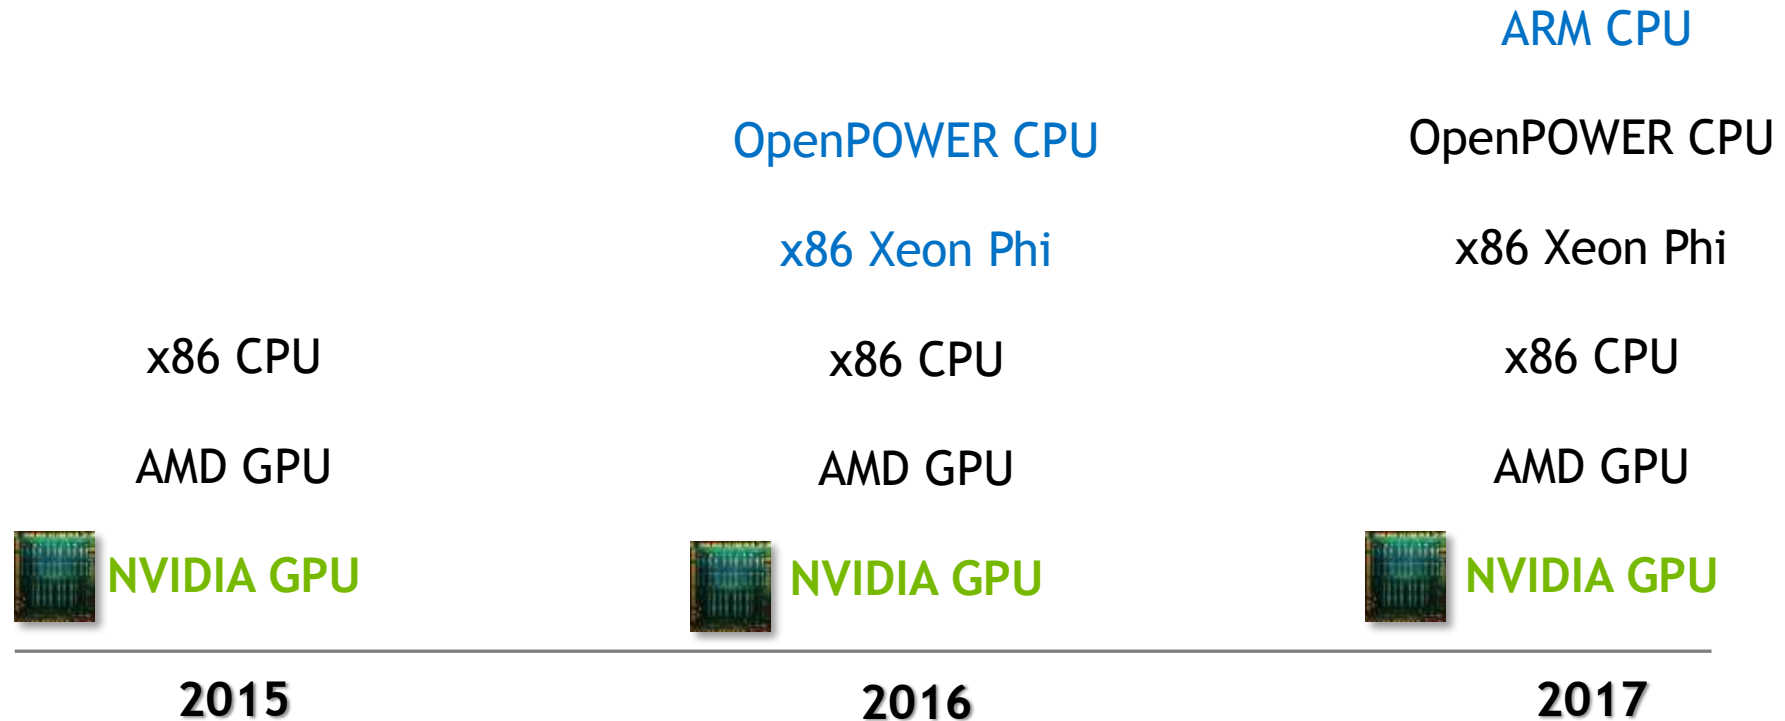 ARM CPU
OpenPOWER CPU
OpenPOWER CPU
x86 Xeon Phi
x86 Xeon Phi
x86 CPU
x86 CPU
x86 CPU
AMD GPU
AMD GPU
AMD GPU
NVIDIA GPU
NVIDIA GPU
NVIDIA GPU
2015
2016
2017